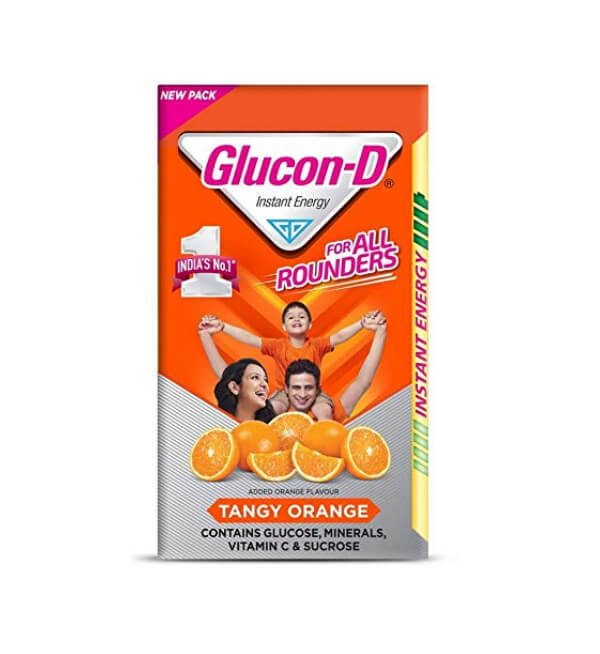 NEW PACK
Glucon-D®
Instant Energy
GD
INDIA'S No.1*
FOR ALL
ROUNDERS
INSTANT ENERGY
ADDED ORANGE FLAVOUR
TANGY ORANGE
CONTAINS GLUCOSE, MINERALS,
VITAMIN C & SUCROSE